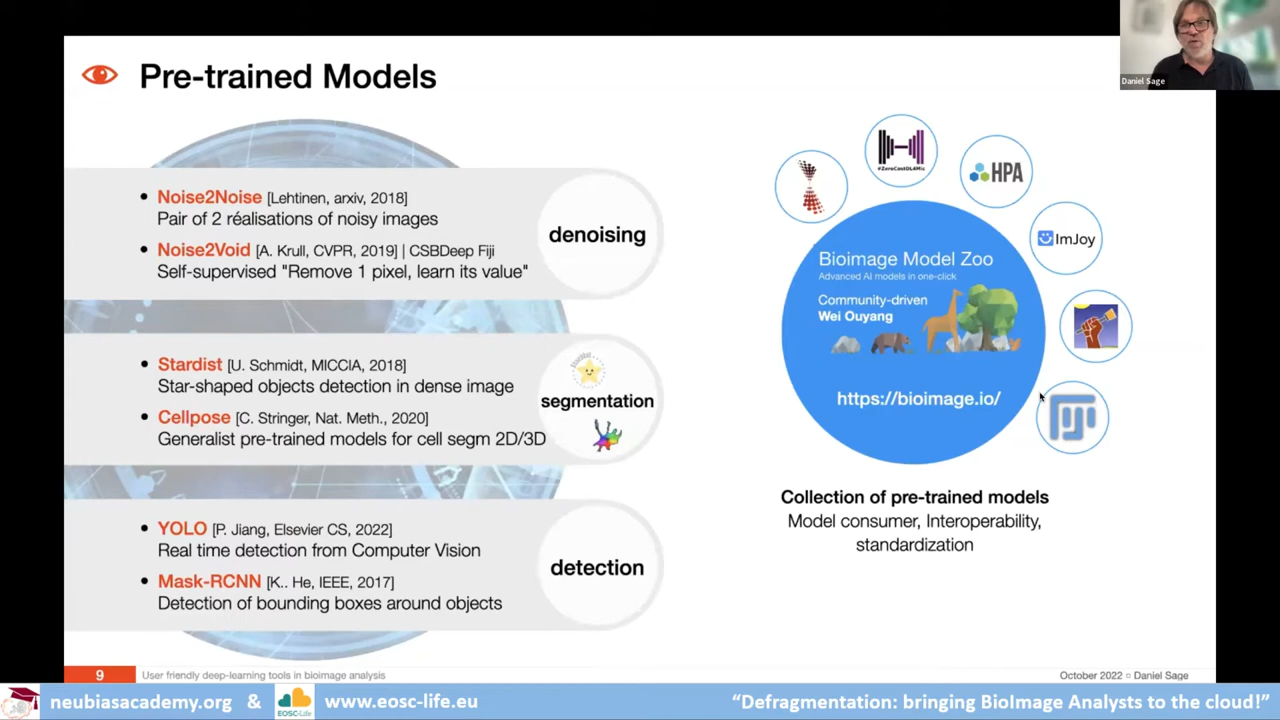 Pre-trained Models
Daniel Sage
• Noise2Noise [Lehtinen, arxiv, 2018]
Pair of 2 réalisations of noisy images
• Noise2Void [A. Krull, CVPR, 2019] | CSBDeep Fiji
Self-supervised "Remove 1 pixel, learn its value"
denoising
• Stardist [U. Schmidt, MICCIA, 2018]
Star-shaped objects detection in dense image
• Cellpose [C. Stringer, Nat. Meth., 2020]
Generalist pre-trained models for cell segm 2D/3D
segmentation
• YOLO [P. Jiang, Elsevier CS, 2022]
Real time detection from Computer Vision
• Mask-RCNN [K.. He, IEEE, 2017]
Detection of bounding boxes around objects
detection
#ZeroCostDL4Mic
HPA
ImJoy
Bioimage Model Zoo
Advanced AI models in one-click
Community-driven
Wei Ouyang
https://bioimage.io/
Collection of pre-trained models
Model consumer, Interoperability,
standardization
9
User friendly deep-learning tools in bioimage analysis
October 2022 □ Daniel Sage
neubiasacademy.org & www.eosc-life.eu
EOSC-Life
“Defragmentation: bringing BioImage Analysts to the cloud!”